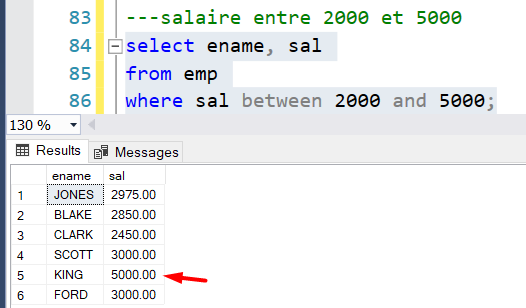 83 ---salaire entre 2000 et 5000
84 select ename, sal
85 from emp
86 where sal between 2000 and 5000;
130 %
Results Messages
ename sal
1 JONES 2975.00
2 BLAKE 2850.00
3 CLARK 2450.00
4 SCOTT 3000.00
5 KING 5000.00
6 FORD 3000.00